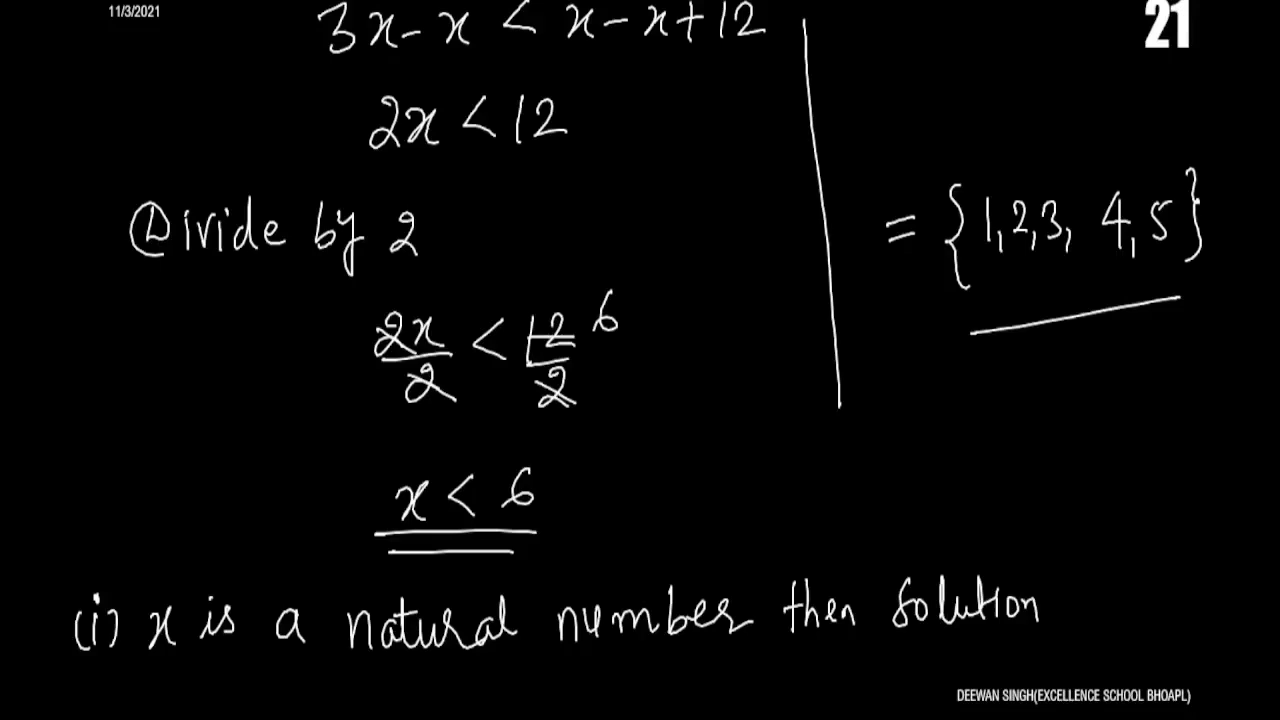 11/3/2021
21
3x - x < x - x + 12
2x < 12
Divide by 2
2x/2 < 12/2 6
x < 6
(i) x is a natural number then solution
= {1, 2, 3, 4, 5}
DEEWAN SINGH(EXCELLENCE SCHOOL BHOAPL)